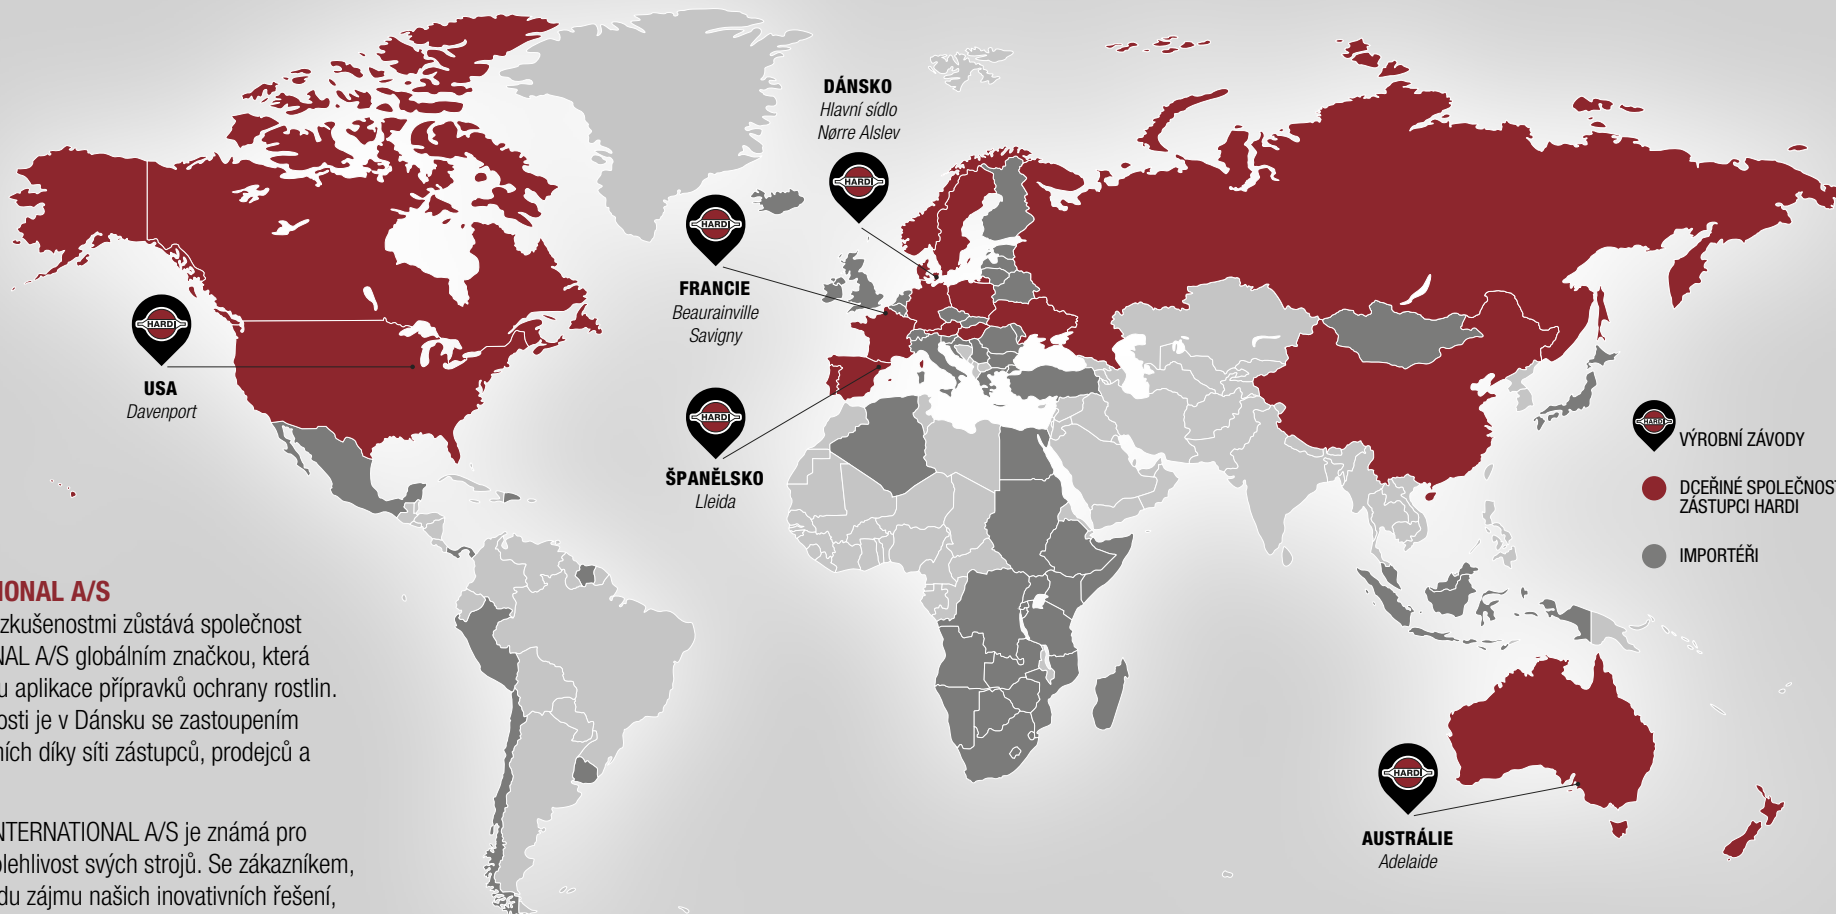 DÁNSKO
Hlavní sídlo
Nørre Alslev
HARDI
HARDI
FRANCIE
Beaurainville
Savigny
HARDI
USA
Davenport
HARDI
ŠPANĚLSKO
Lleida
HARDI
VÝROBNÍ ZÁVODY
DCEŘINÉ SPOLEČNOST
ZÁSTUPCI HARDI
IMPORTÉŘI
HARDI
AUSTRÁLIE
Adelaide
IONAL A/S
zkušenostmi zůstává společnost
NAL A/S globálním značkou, která
u aplikace přípravků ochrany rostlin.
osti je v Dánsku se zastoupením
ních díky síti zástupců, prodejců a
NTERNATIONAL A/S je známá pro
olehlivost svých strojů. Se zákazníkem,
du zájmu našich inovativních řešení,